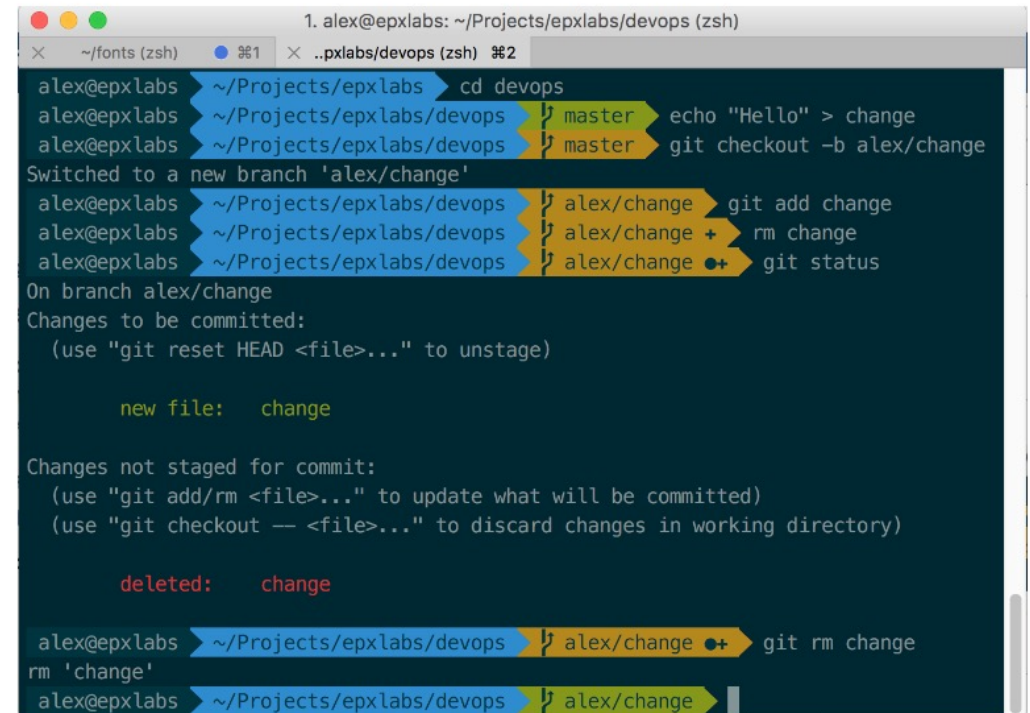 1. alex@epxlabs: ~/Projects/epxlabs/devops (zsh)
~/fonts (zsh) ⌘1 ..pxlabs/devops (zsh) ⌘2
alex@epxlabs ~/Projects/epxlabs cd devops
alex@epxlabs ~/Projects/epxlabs/devops master echo "Hello" > change
alex@epxlabs ~/Projects/epxlabs/devops master git checkout -b alex/change
Switched to a new branch 'alex/change'
alex@epxlabs ~/Projects/epxlabs/devops alex/change git add change
alex@epxlabs ~/Projects/epxlabs/devops alex/change + rm change
alex@epxlabs ~/Projects/epxlabs/devops alex/change ●+ git status
On branch alex/change
Changes to be committed:
(use "git reset HEAD <file>..." to unstage)
new file: change
Changes not staged for commit:
(use "git add/rm <file>..." to update what will be committed)
(use "git checkout -- <file>..." to discard changes in working directory)
deleted: change
alex@epxlabs ~/Projects/epxlabs/devops alex/change ●+ git rm change
rm 'change'
alex@epxlabs ~/Projects/epxlabs/devops alex/change